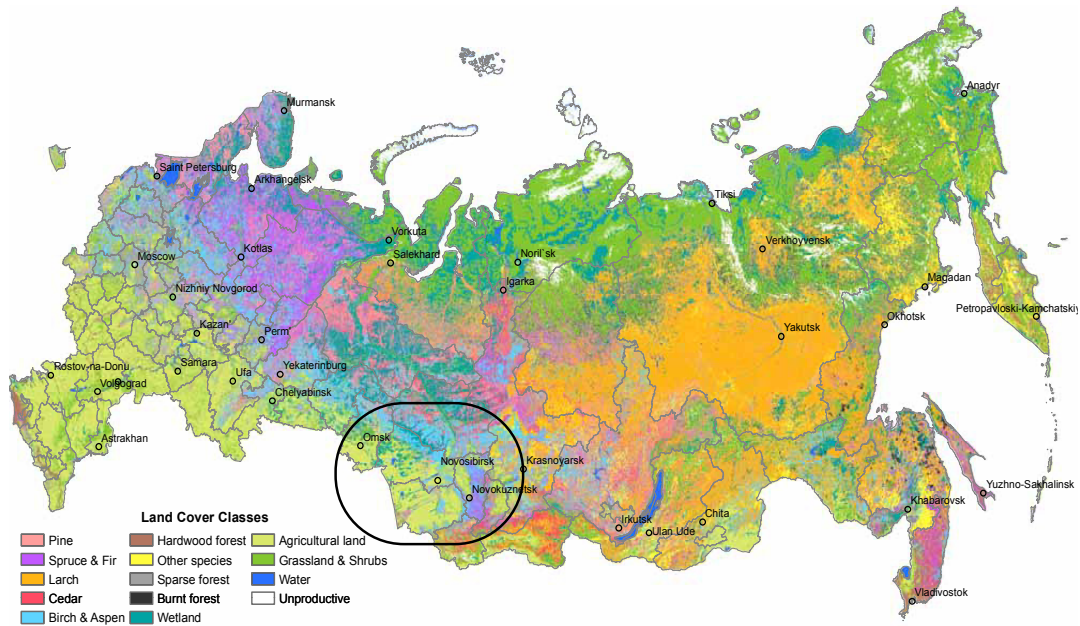 Murmansk
Anadyr
Saint Petersburg
Arkhangelsk
Tiksi
Vorkuta
Verkhoyvensk
Kotlas
Salekhard
Noril`sk
Moscow
Igarka
Magadan
Nizhniy Novgorod
Petropavloski-Kamchatskiy
Okhotsk
Kazan'
Yakutsk
Perm'
Rostov-na-Donu
Samara
Yekaterinburg
Ufa
Volgograd
Chelyabinsk
Astrakhan
Omsk
Novosibirsk
Krasnoyarsk
Yuzhno-Sakhalinsk
Novokuznetsk
Khabarovsk
Chita
Irkutsk
Ulan Ude
Vladivostok
Land Cover Classes
Pine
Spruce & Fir
Larch
Cedar
Birch & Aspen
Hardwood forest
Other species
Sparse forest
Burnt forest
Wetland
Agricultural land
Grassland & Shrubs
Water
Unproductive